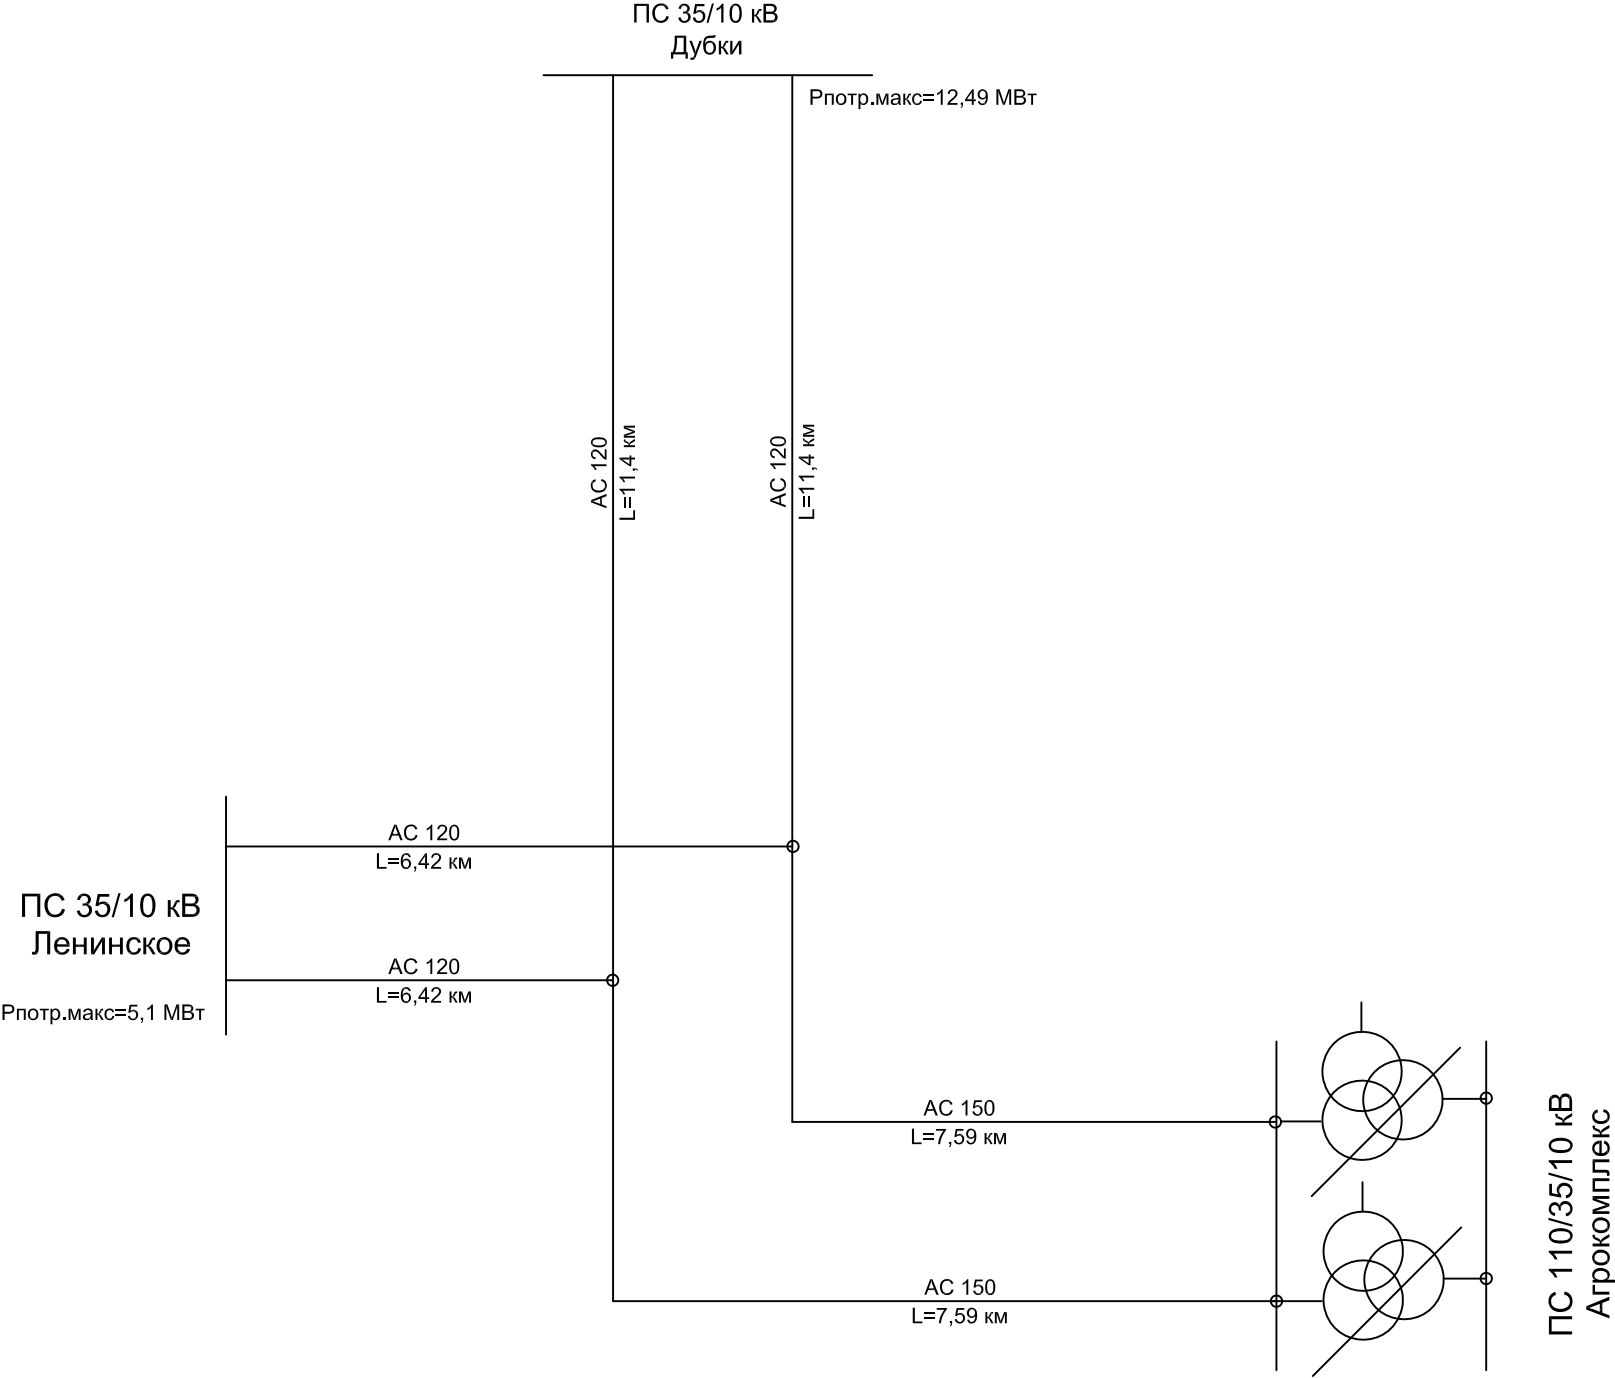 ПС 35/10 кВ
Дубки
Рпотр.макс=12,49 МВт
АС 120
L=11,4 км
АС 120
L=11,4 км
АС 120
L=6,42 км
ПС 35/10 кВ
Ленинское
АС 120
L=6,42 км
Рпотр.макс=5,1 МВт
АС 150
L=7,59 км
АС 150
L=7,59 км
ПС 110/35/10 кВ
Агрокомплекс